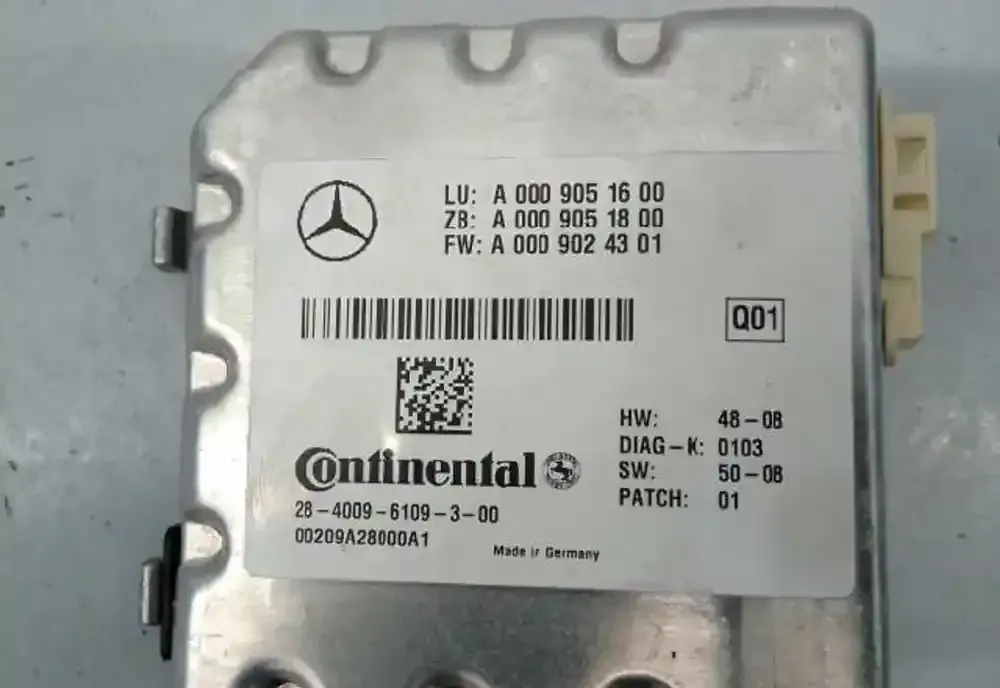 LU: A 000 905 16 00
ZB: A 000 905 18 00
FW: A 000 902 43 01
Q01
HW: 48-08
DIAG-K: 0103
SW: 50-08
PATCH: 01
Continental
28-4009-6109-3-00
00209A28000A1
Made in Germany